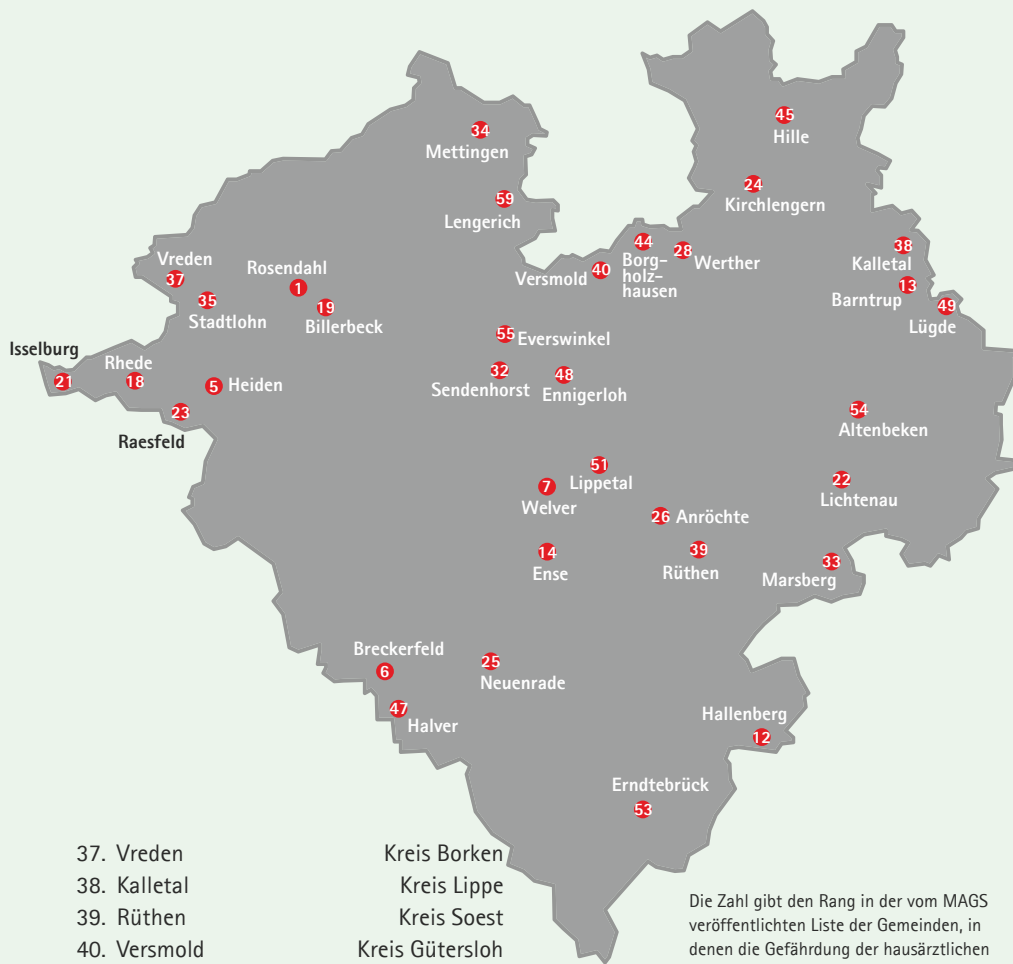 45
Hille
34
Mettingen
24
Kirchlengern
59
Lengerich
44
Borg-
holz-
hausen
28
Werther
38
Kalletal
40
Versmold
Vreden
37
Rosendahl
1
13
Barntrup
35
Stadtlohn
19
Billerbeck
49
Lügde
55
Everswinkel
Isselburg
21
Rhede
18
5
Heiden
32
Sendenhorst
48
Ennigerloh
23
Raesfeld
54
Altenbeken
51
Lippetal
7
Welver
22
Lichtenau
26
Anröchte
14
Ense
39
Rüthen
33
Marsberg
Breckerfeld
6
25
Neuenrade
47
Halver
Hallenberg
12
Erndtebrück
53
37. Vreden Kreis Borken
38. Kalletal Kreis Lippe
39. Rüthen Kreis Soest
40. Versmold Kreis Gütersloh
Die Zahl gibt den Rang in der vom MAGS
veröffentlichten Liste der Gemeinden, in
denen die Gefährdung der hausärztlichen